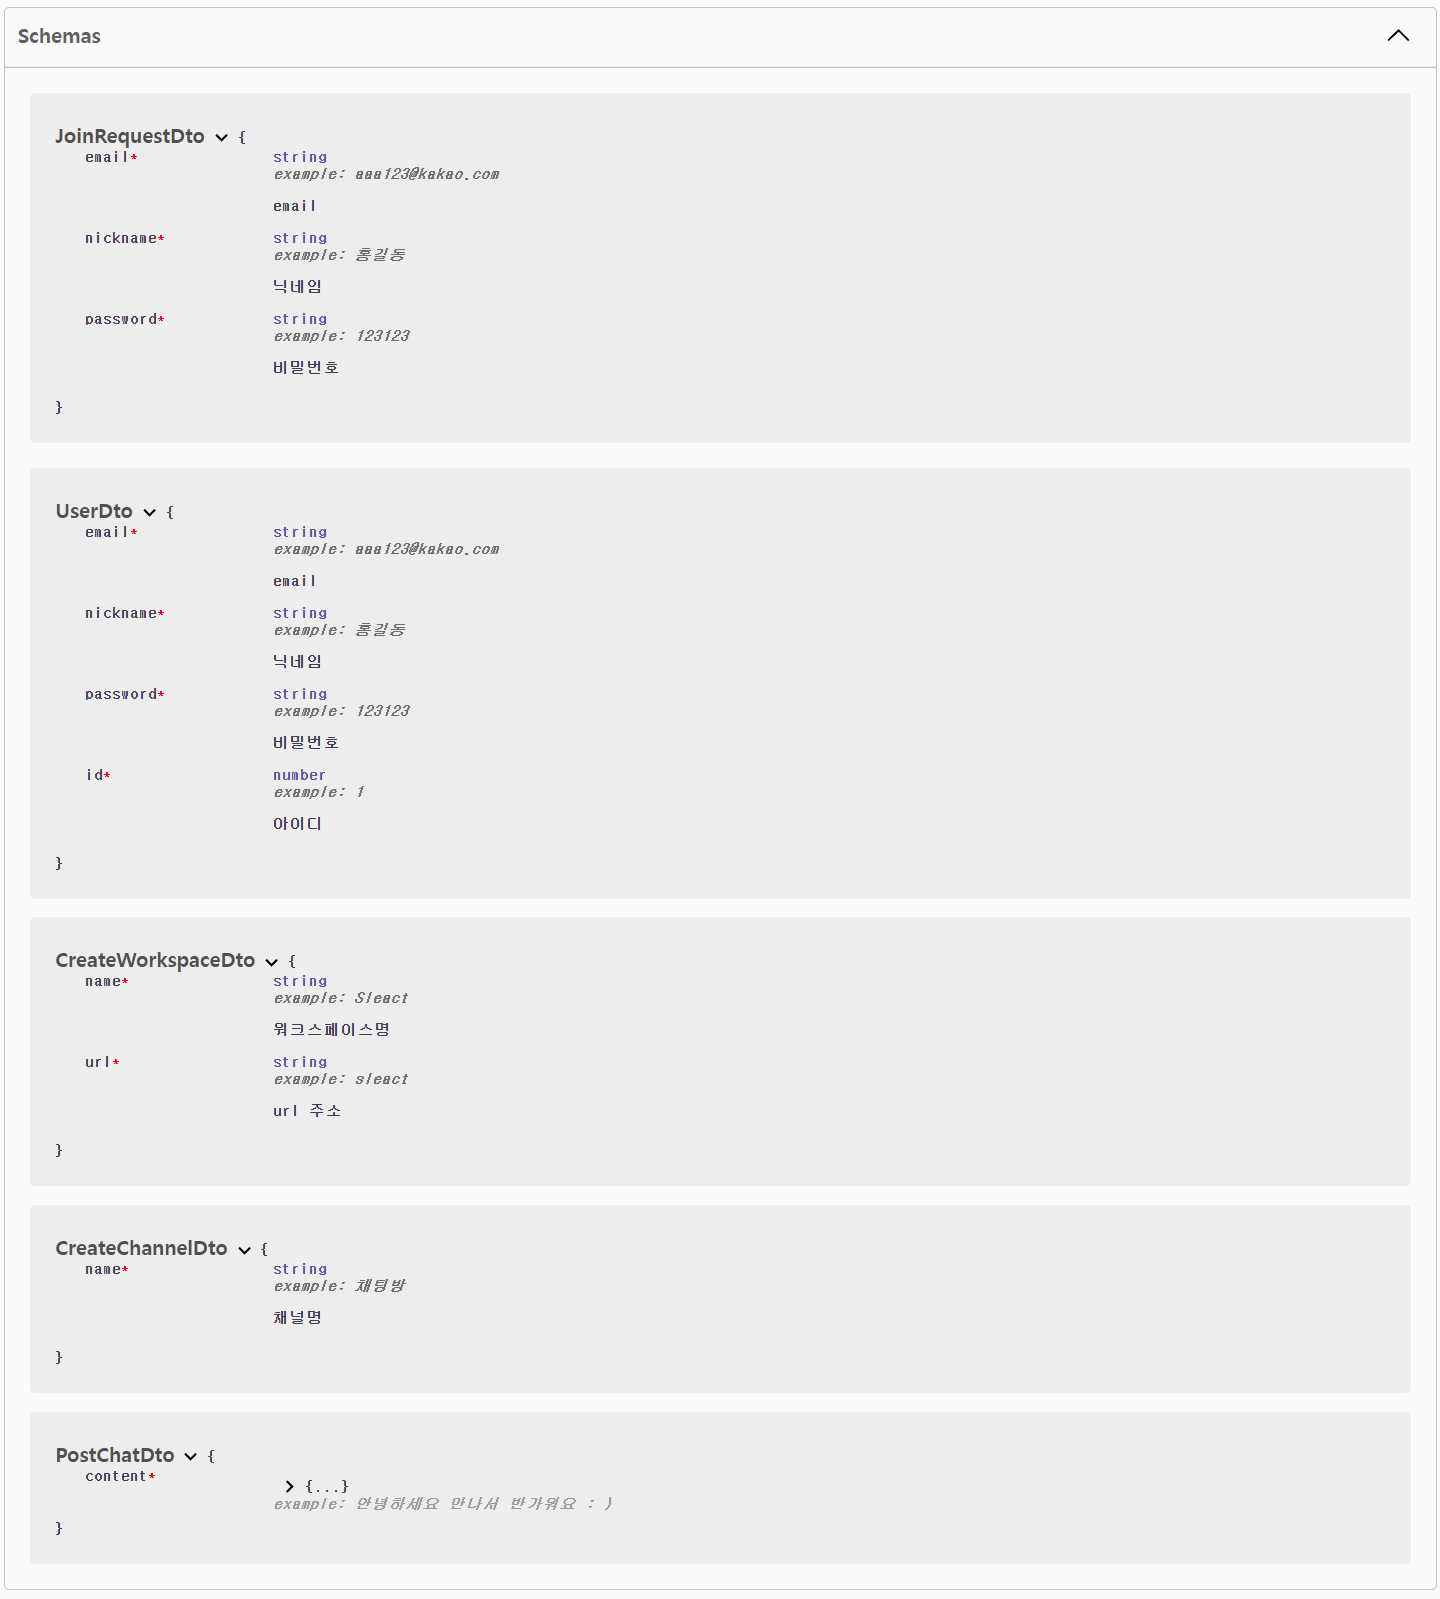 Schemas
JoinRequestDto {
email* string
example: aaa123@kakao.com
email
nickname* string
example: 홍길동
닉네임
password* string
example: 123123
비밀번호
}
UserDto {
email* string
example: aaa123@kakao.com
email
nickname* string
example: 홍길동
닉네임
password* string
example: 123123
비밀번호
id* number
example: 1
아이디
}
CreateWorkspaceDto {
name* string
example: Sleact
워크스페이스명
url* string
example: sleact
url 주소
}
CreateChannelDto {
name* string
example: 채팅방
채널명
}
PostChatDto {
content* {...}
example: 안녕하세요 만나서 반가워요 : )
}